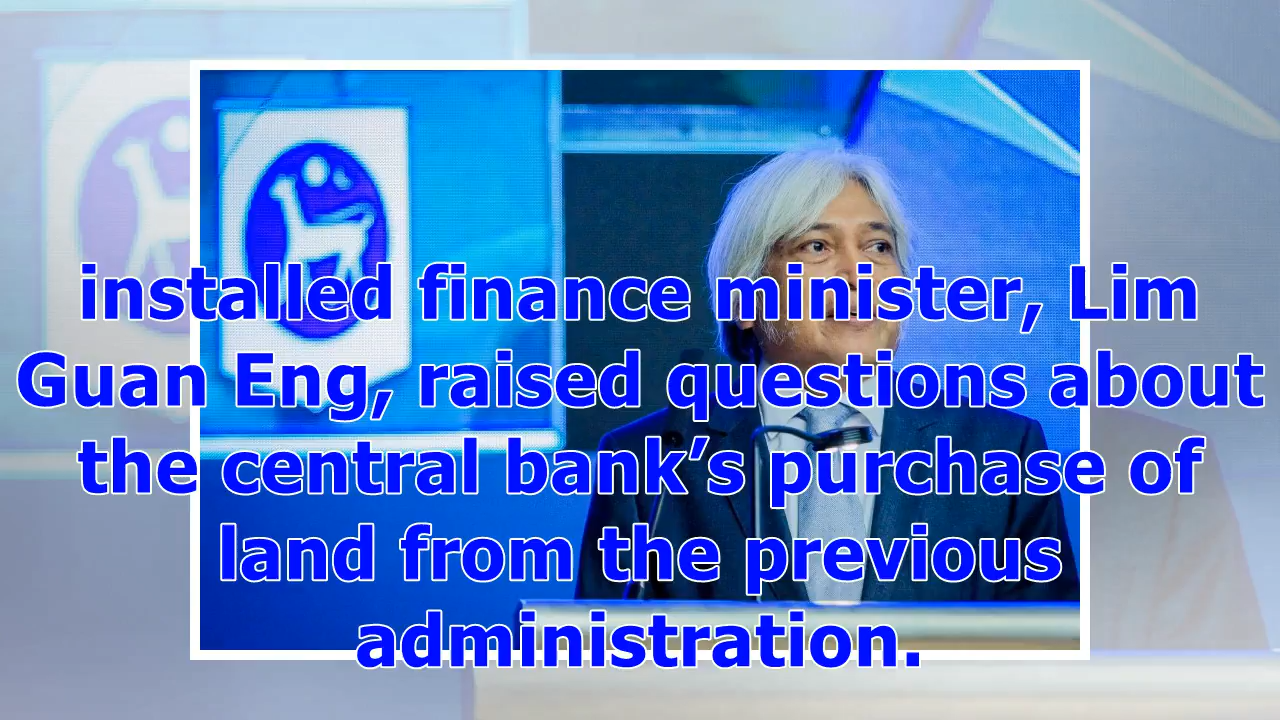 installed finance minister, Lim
Guan Eng, raised questions about
the central bank’s purchase of
land from the previous
administration.